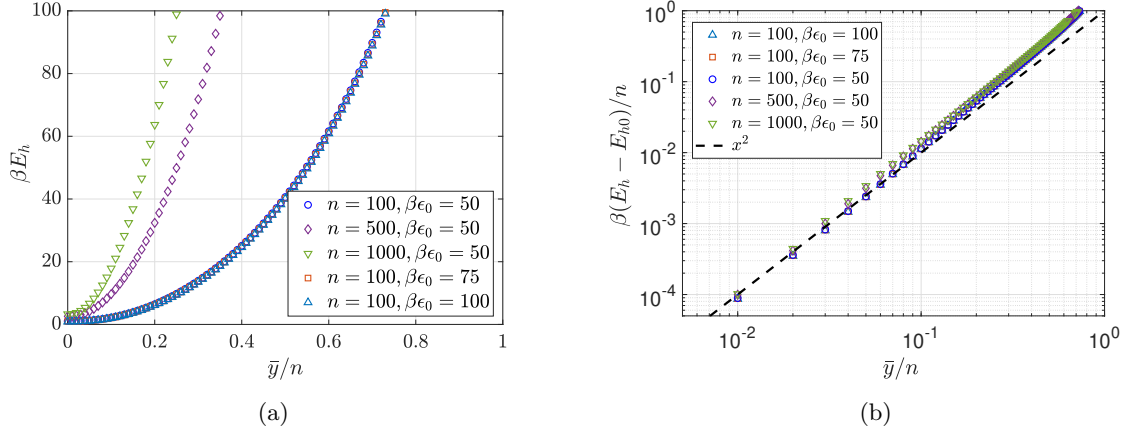 100
80
60
40
20
0
βE_h
n = 100, βϵ_0 = 50
n = 500, βϵ_0 = 50
n = 1000, βϵ_0 = 50
n = 100, βϵ_0 = 75
n = 100, βϵ_0 = 100
0 0.2 0.4 0.6 0.8 1
ȳ/n
(a)
10^0
10^-1
10^-2
10^-3
10^-4
β(E_h − E_h0)/n
n = 100, βϵ_0 = 100
n = 100, βϵ_0 = 75
n = 100, βϵ_0 = 50
n = 500, βϵ_0 = 50
n = 1000, βϵ_0 = 50
x^2
10^-2 10^-1 10^0
ȳ/n
(b)